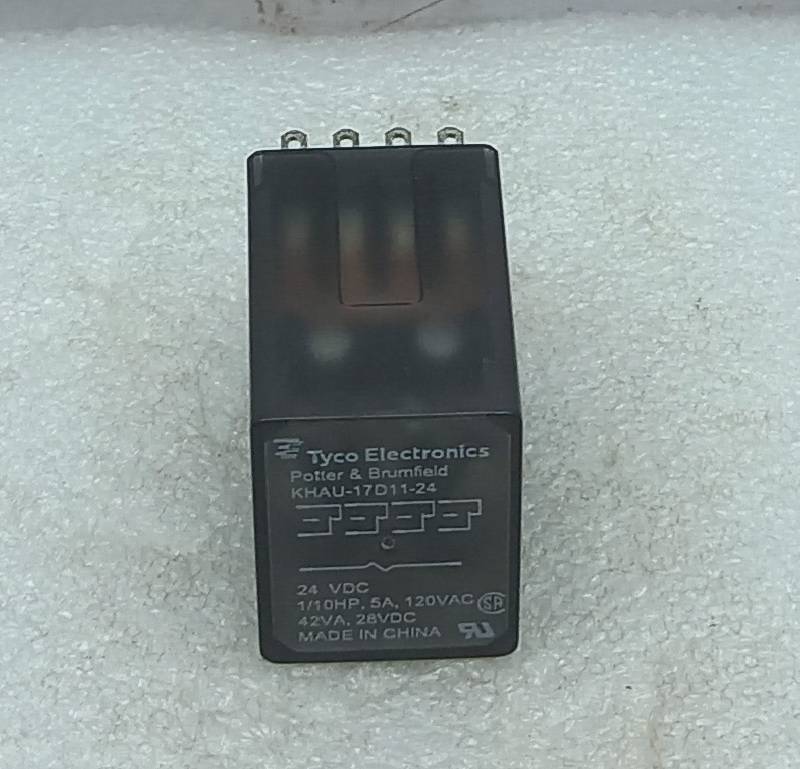 Tyco Electronics
Potter & Brumfield
KHAU-17D11-24
24 VDC
1/10HP, 5A, 120VAC
42VA, 28VDC
MADE IN CHINA